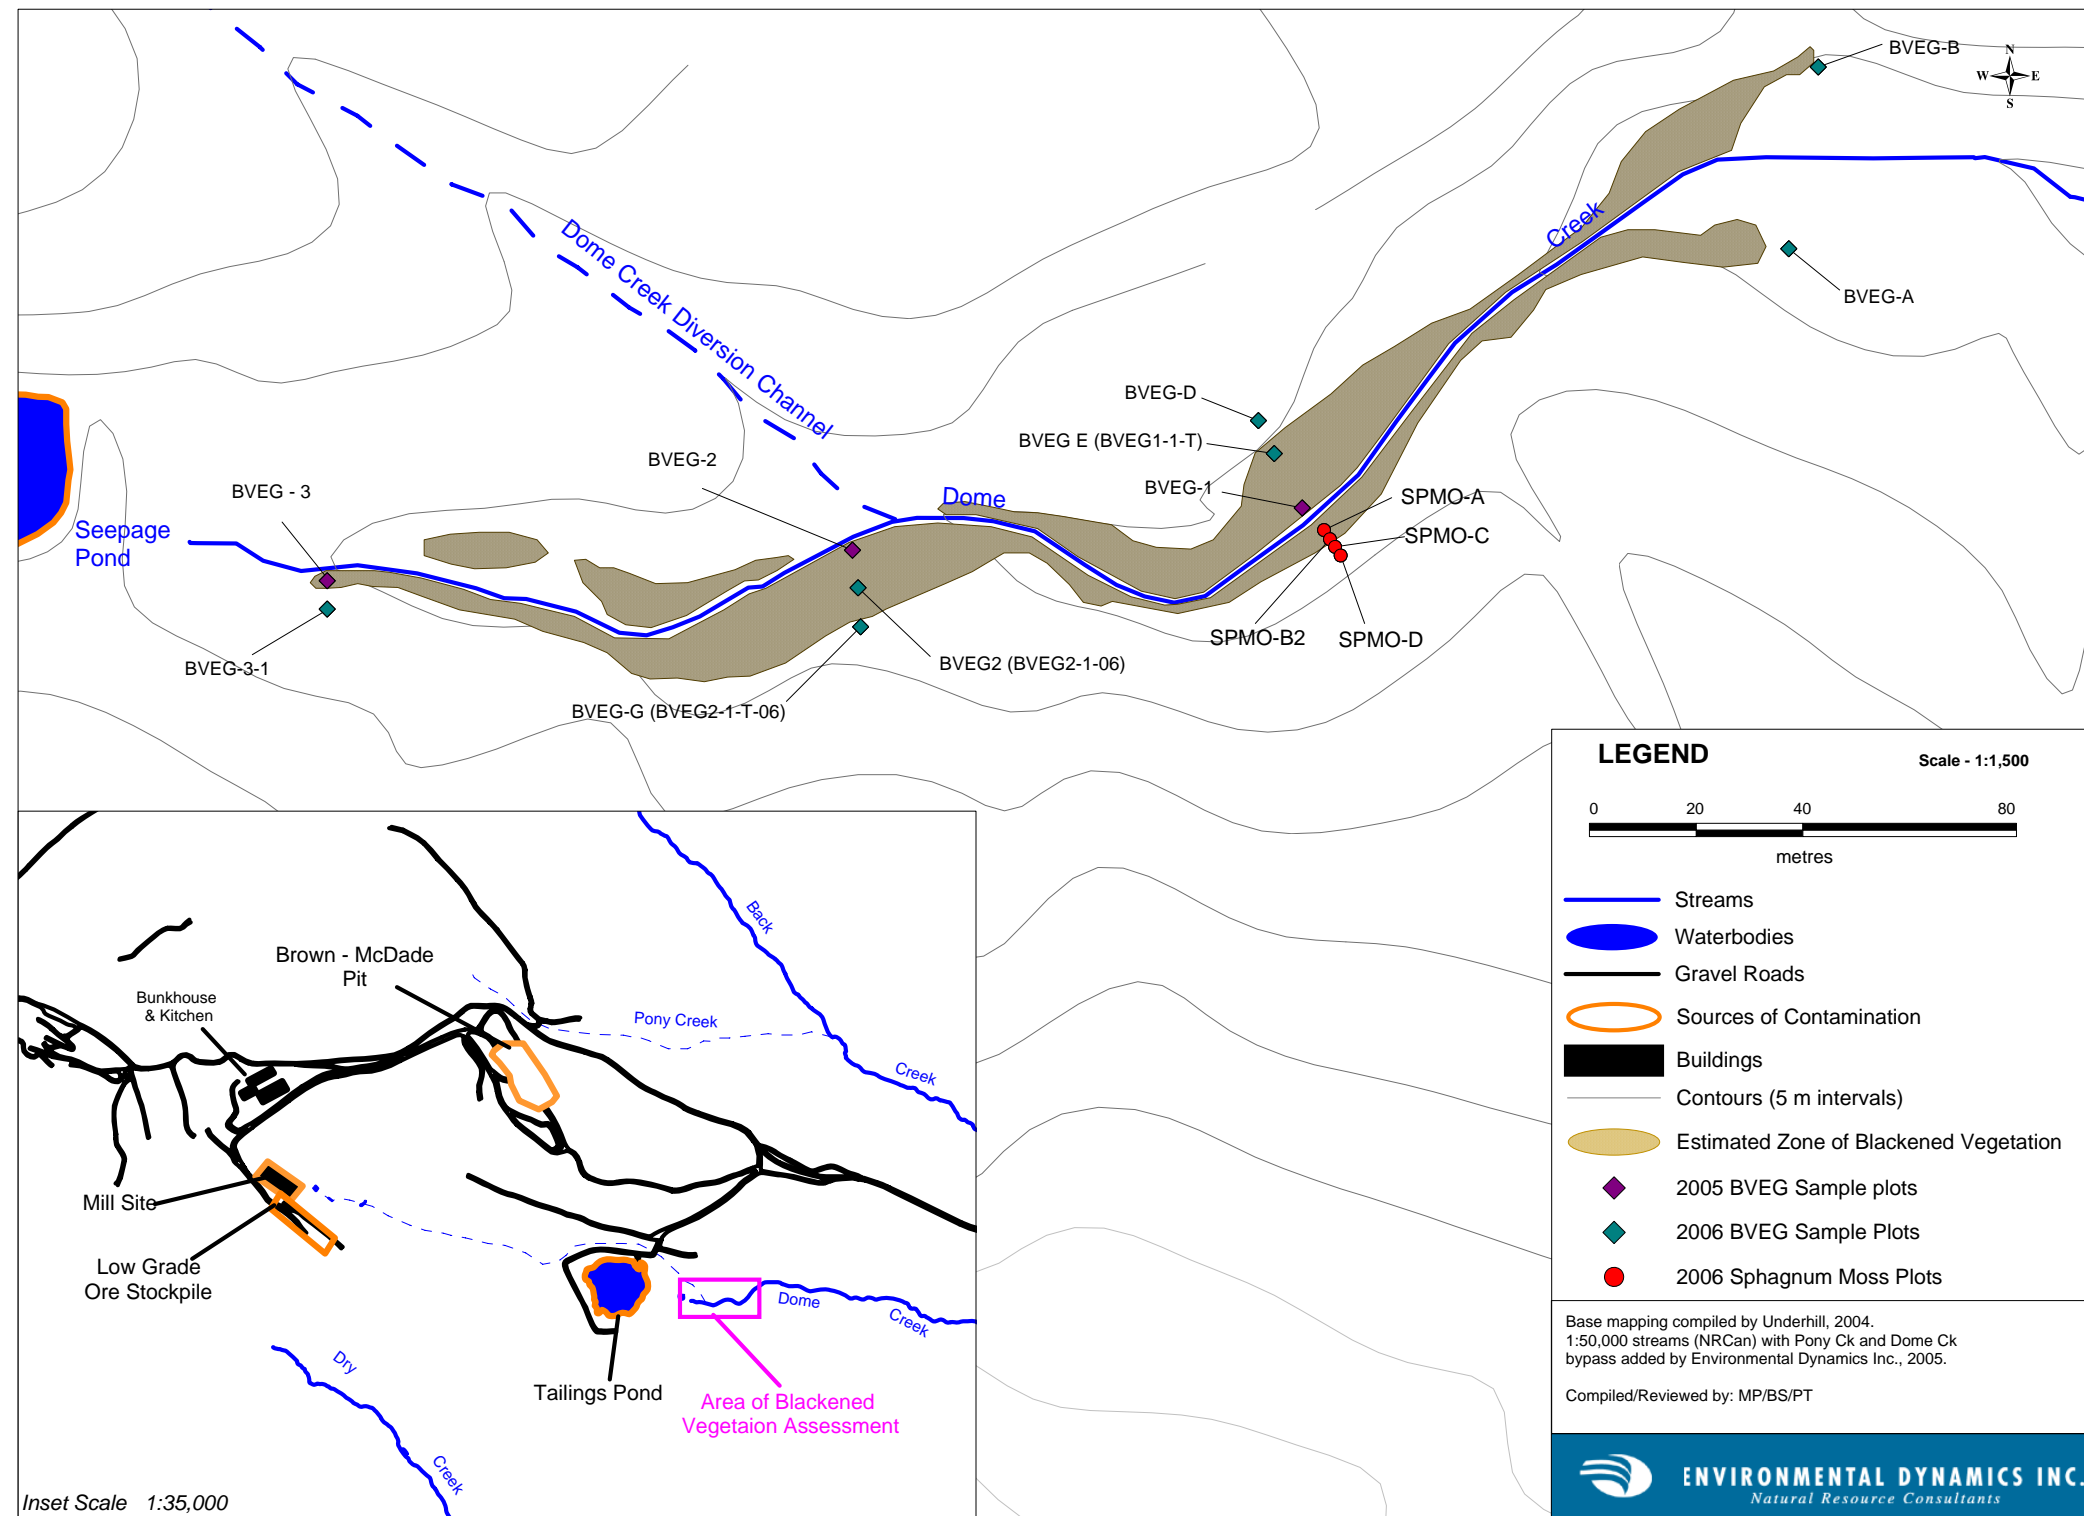 BVEG-B
N
W E
S
Dome Creek Diversion Channel
Creek
BVEG-A
BVEG-D
BVEG E (BVEG1-1-T)
BVEG-2
BVEG - 3
BVEG-1
Dome
SPMO-A
SPMO-C
Seepage
Pond
SPMO-B2
SPMO-D
BVEG-3-1
BVEG2 (BVEG2-1-06)
BVEG-G (BVEG2-1-T-06)
LEGEND
Scale - 1:1,500
0 20 40 80
metres
Streams
Waterbodies
Gravel Roads
Sources of Contamination
Buildings
Contours (5 m intervals)
Estimated Zone of Blackened Vegetation
2005 BVEG Sample plots
2006 BVEG Sample Plots
2006 Sphagnum Moss Plots
Base mapping compiled by Underhill, 2004.
1:50,000 streams (NRCan) with Pony Ck and Dome Ck
bypass added by Environmental Dynamics Inc., 2005.
Compiled/Reviewed by: MP/BS/PT
ENVIRONMENTAL DYNAMICS INC.
Natural Resource Consultants
Back
Brown - McDade
Pit
Bunkhouse
& Kitchen
Pony Creek
Creek
Mill Site
Low Grade
Ore Stockpile
Dome
Creek
Dry
Creek
Tailings Pond
Area of Blackened
Vegetaion Assessment
Inset Scale 1:35,000